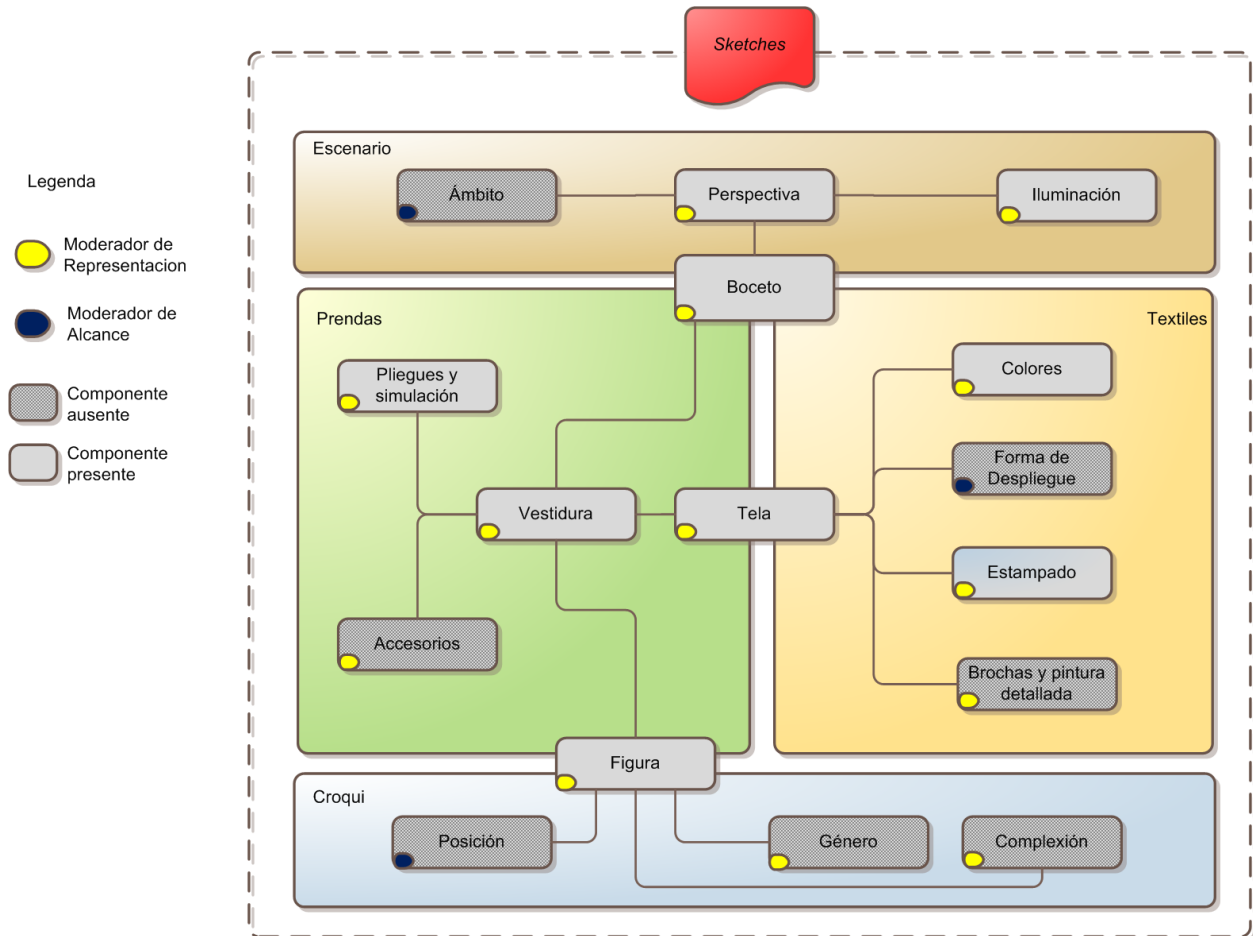 Sketches
Escenario
Ámbito
Perspectiva
Iluminación
Legenda
Moderador de
Representacion
Moderador de
Alcance
Componente
ausente
Componente
presente
Boceto
Prendas
Textiles
Pliegues y
simulación
Colores
Forma de
Despliegue
Vestidura
Tela
Estampado
Accesorios
Brochas y pintura
detallada
Figura
Croqui
Posición
Género
Complexión